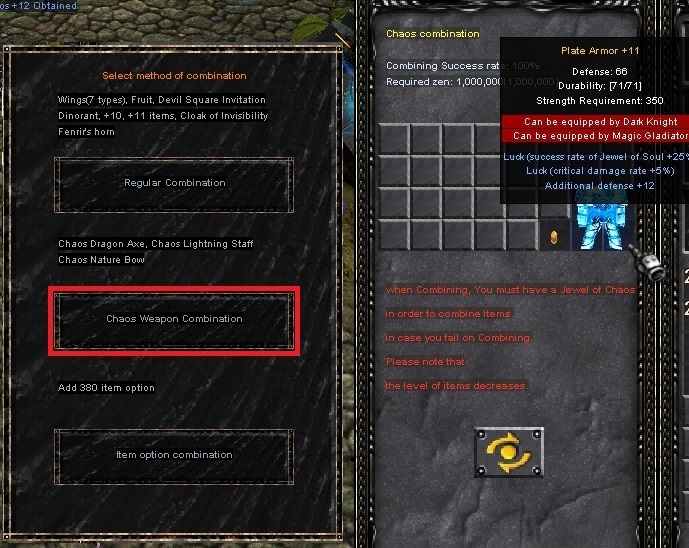 os +12 Obtained
Select method of combination
Wings(7 types), Fruit, Devil Square Invitation
Dinorant, +10, +11 items, Cloak of Invisibility
Fenrir's horn
Regular Combination
Chaos Dragon Axe, Chaos Lightning Staff
Chaos Nature Bow
Chaos Weapon Combination
Add 380 item option
Item option combination
Chaos combination
Combining Success rate: 100%
Required zen: 1,000,000(1,000,000
Plate Armor +11
Defense: 66
Durability: [71/71]
Strength Requirement: 350
Can be equipped by Dark Knight
Can be equipped by Magic Gladiator
Luck(success rate of Jewel of Soul +25%
Luck(critical damage rate +5%)
Additional defense +12
when Combining, You must have a Jewel of Chaos
in order to combine items.
in case you fail on Combining,
Please note that
the level of items decreases.